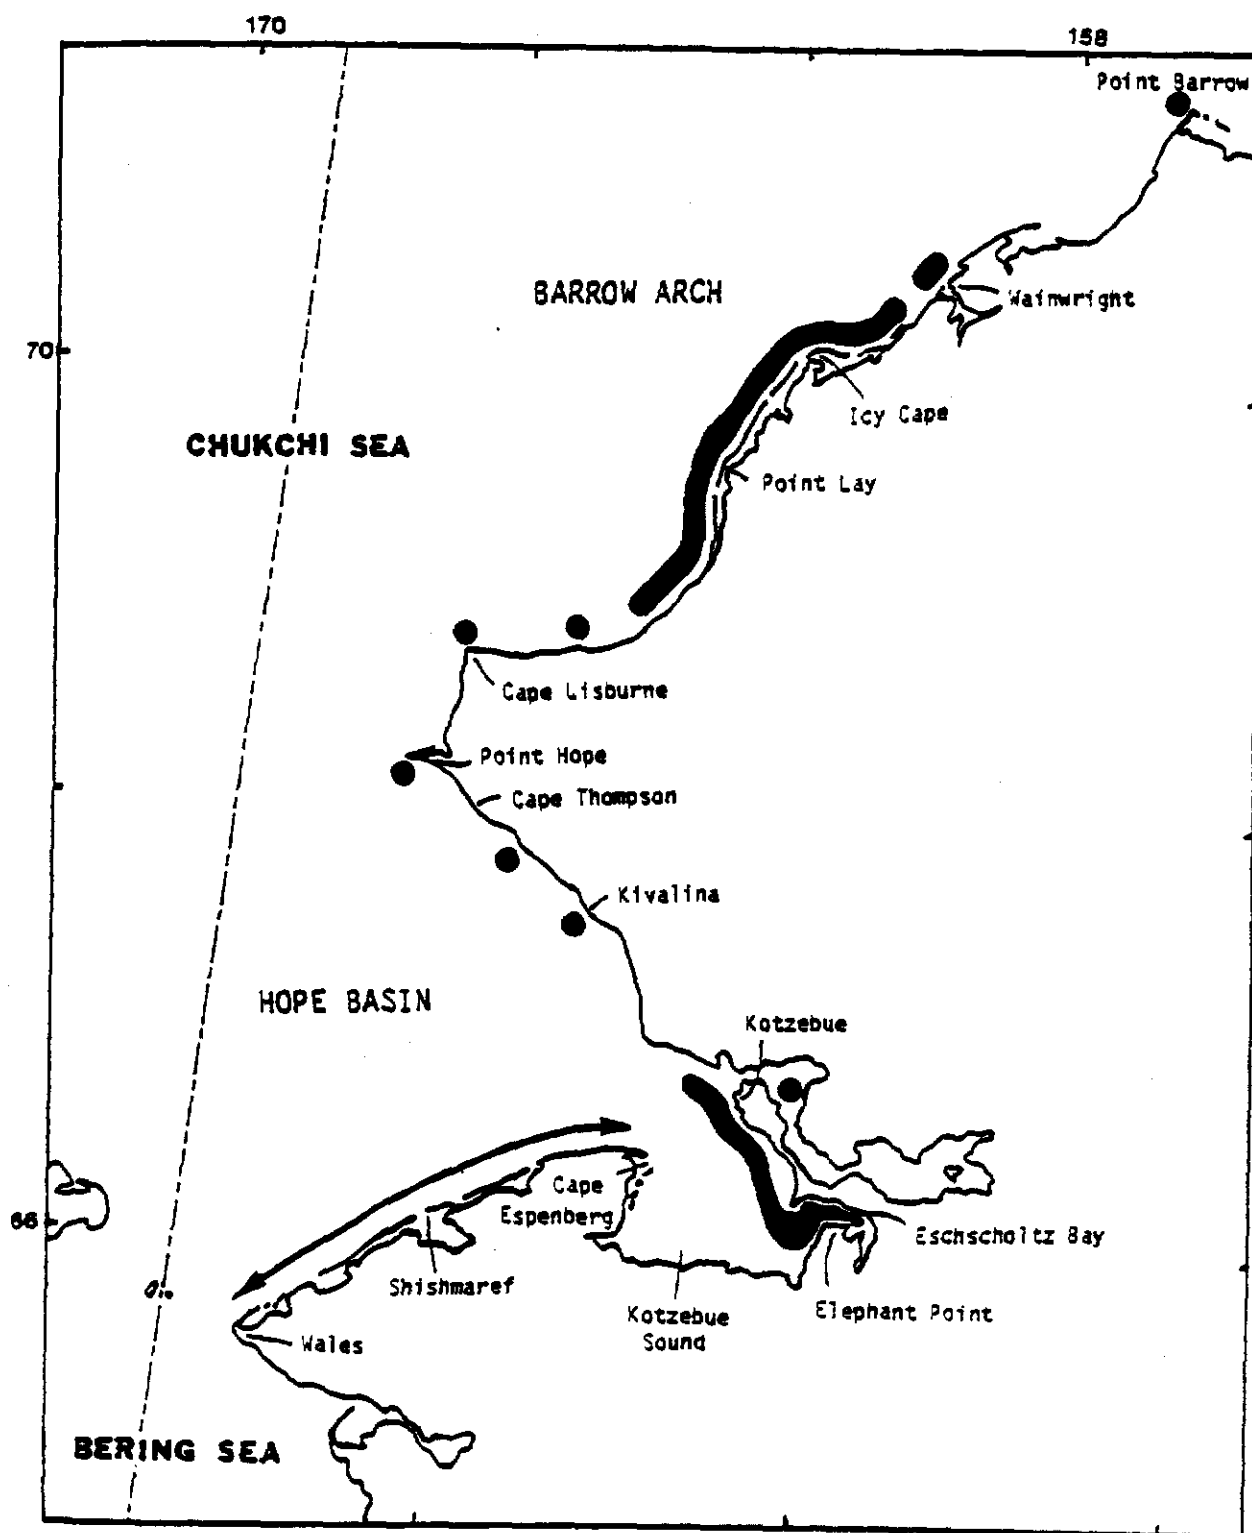 170
158
Point Barrow
BARROW ARCH
Wainwright
70
Icy Cape
CHUKCHI SEA
Point Lay
Cape Lisburne
Point Hope
Cape Thompson
Kivalina
HOPE BASIN
Kotzebue
Cape
Espenberg
66
Eschscholtz Bay
Shishmaref
Kotzebue
Sound
Elephant Point
Wales
BERING SEA